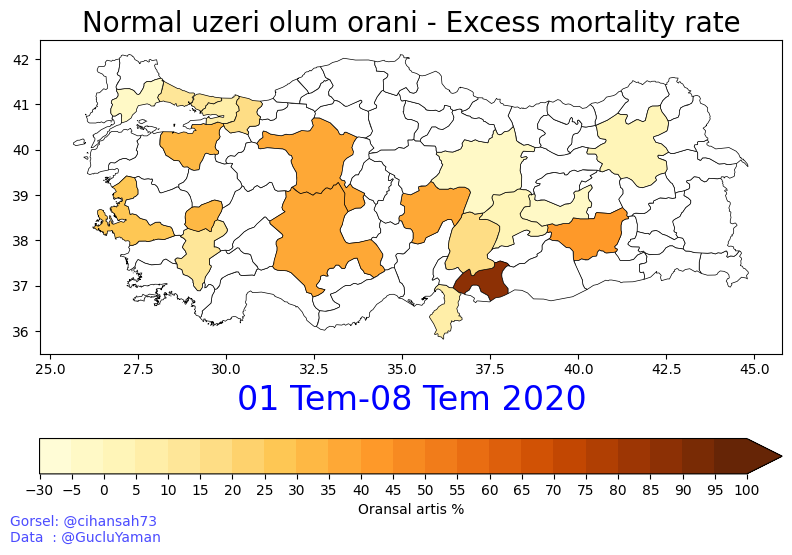 Normal uzeri olum orani - Excess mortality rate
42
41
40
39
38
37
36
25.0 27.5 30.0 32.5 35.0 37.5 40.0 42.5 45.0
01 Tem-08 Tem 2020
−30 −5 0 5 10 15 20 25 30 35 40 45 50 55 60 65 70 75 80 85 90 95 100
Oransal artis %
Gorsel: @cihansah73
Data : @GucluYaman